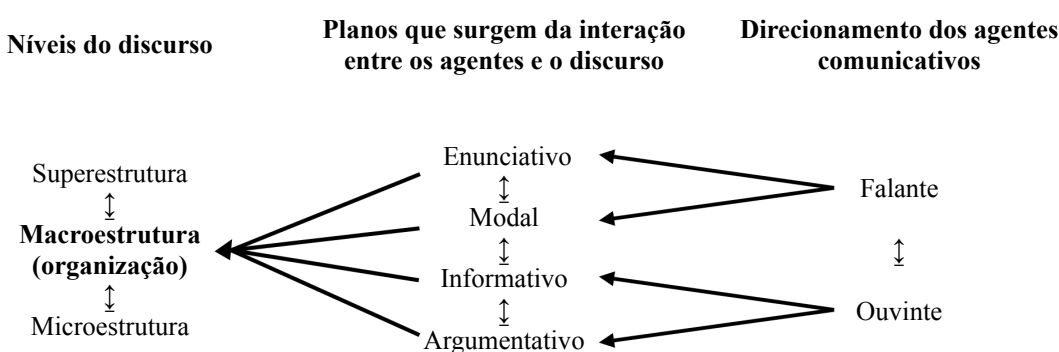 Níveis do discurso
Planos que surgem da interação
entre os agentes e o discurso
Direcionamento dos agentes
comunicativos
Superestrutura
Macroestrutura
(organização)
Microestrutura
Enunciativo
Modal
Informativo
Argumentativo
Falante
Ouvinte